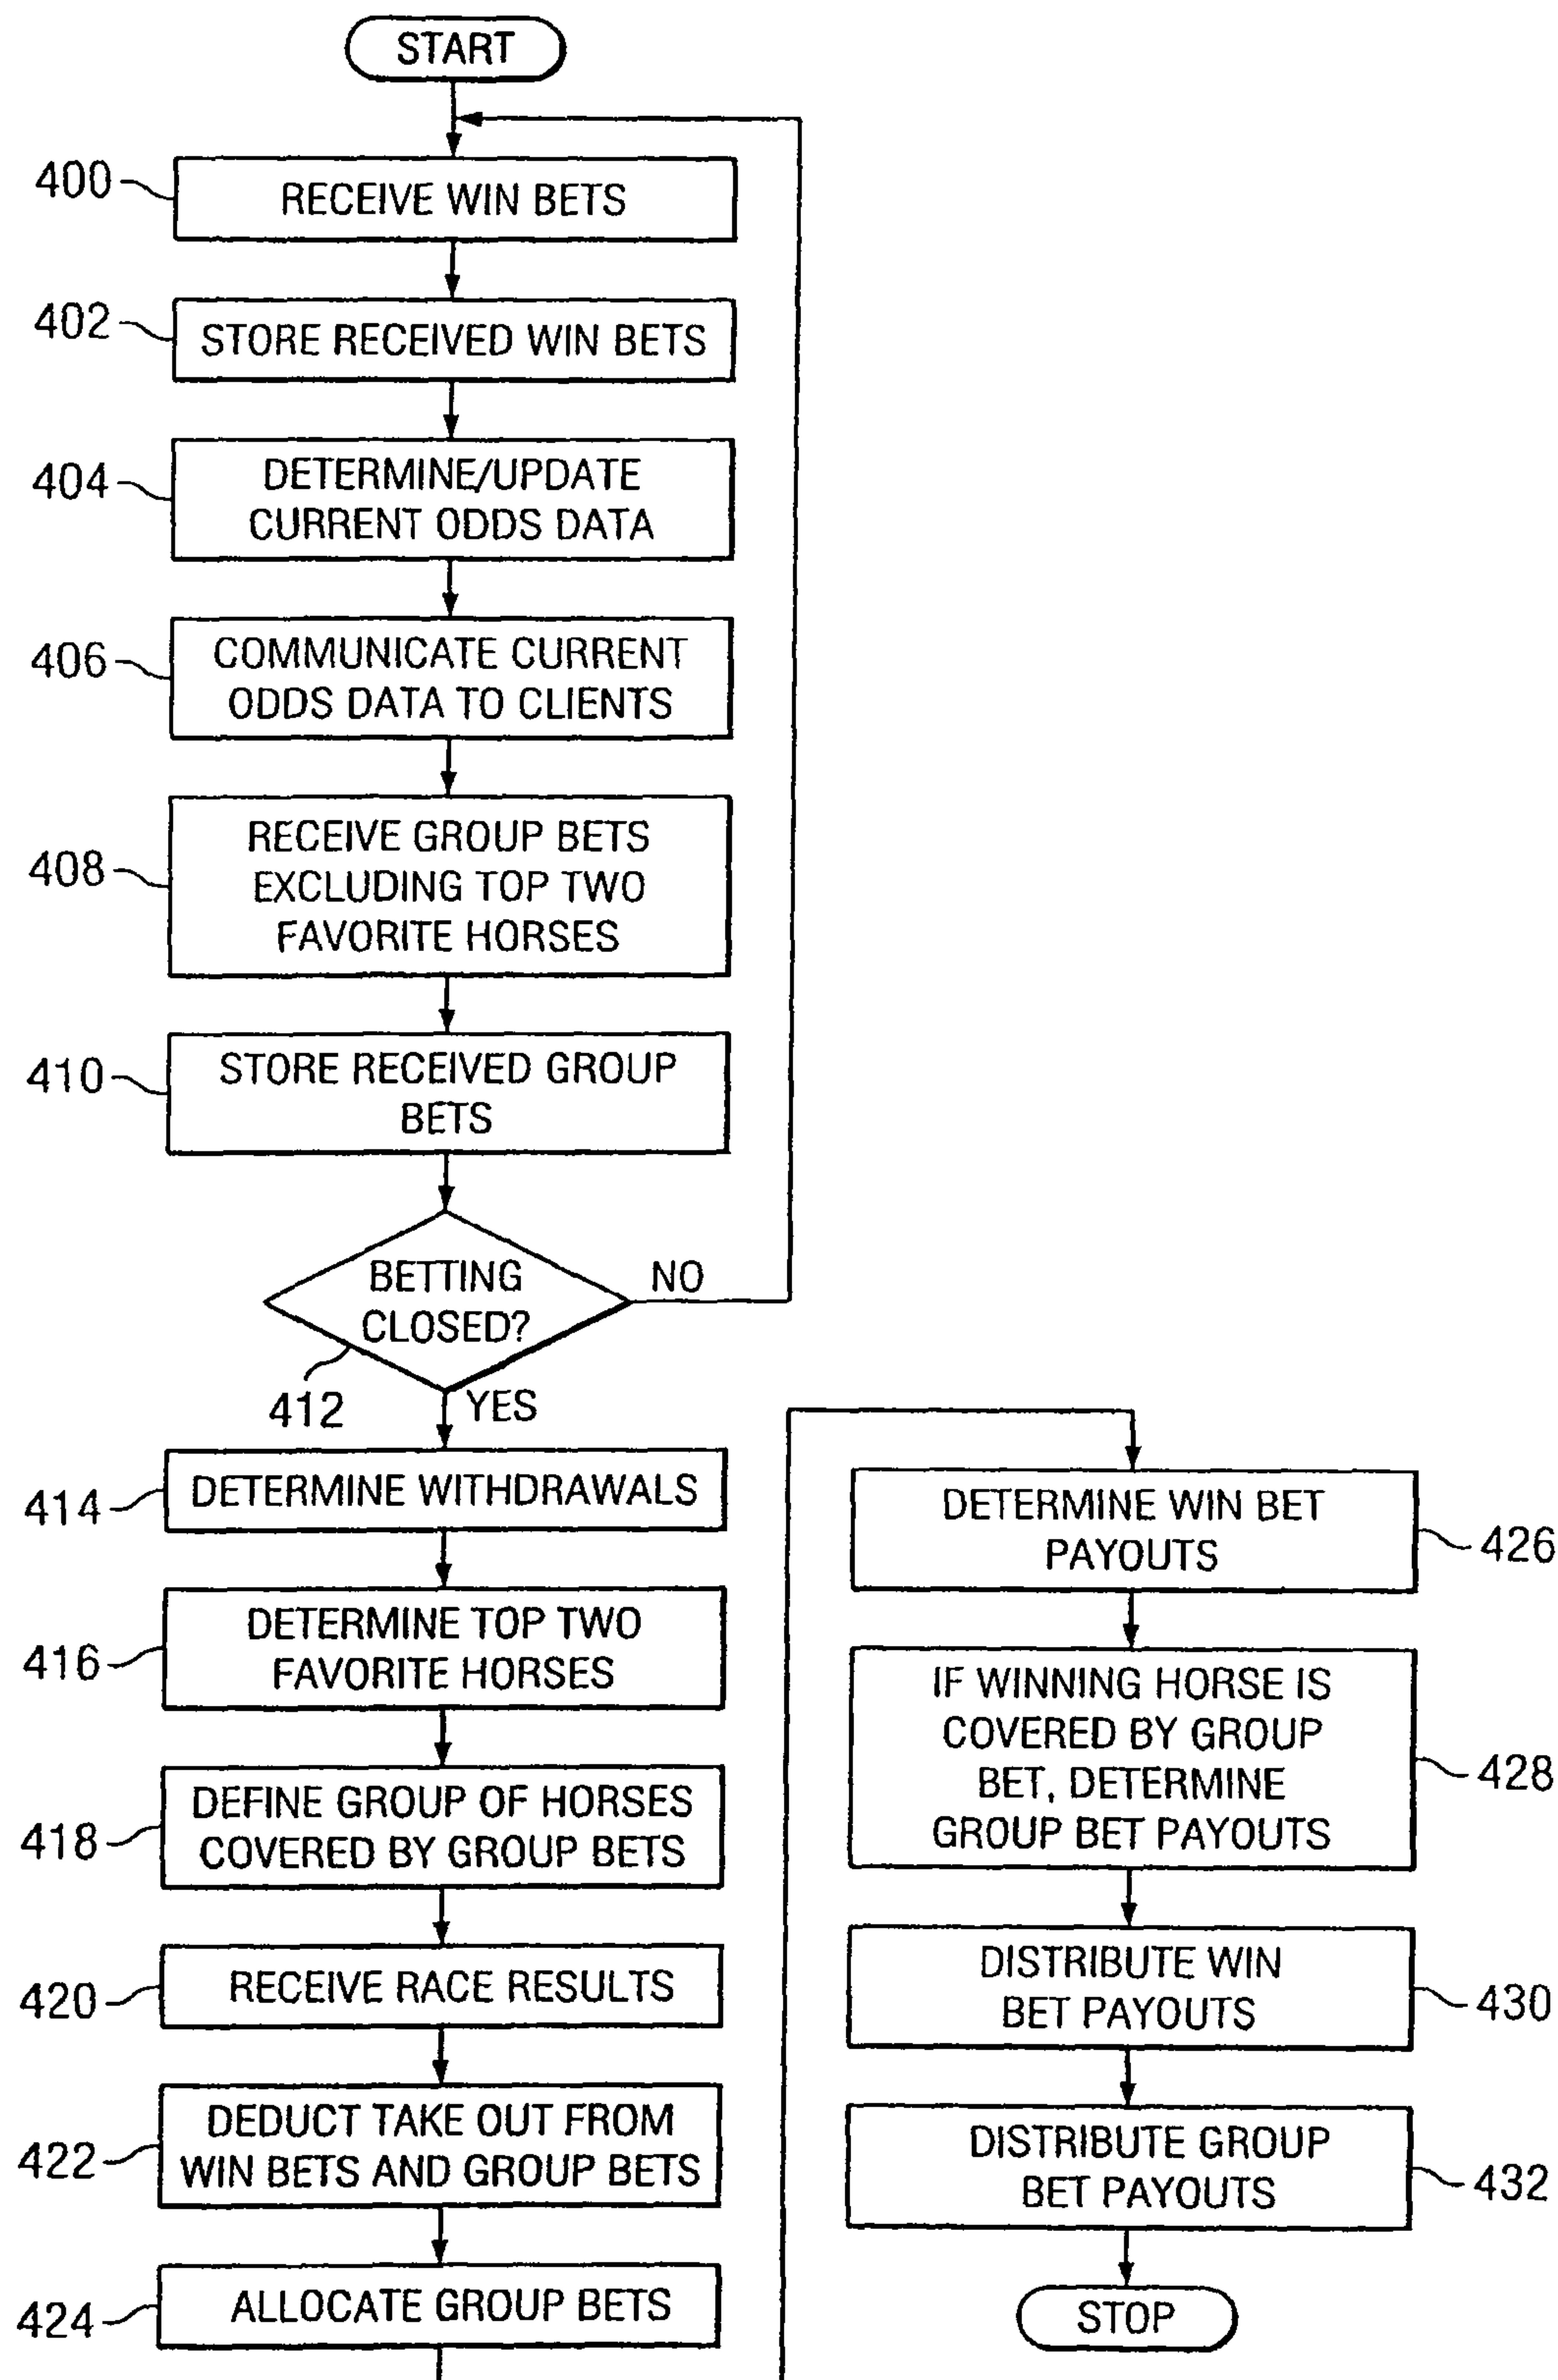 START
400
RECEIVE WIN BETS
402
STORE RECEIVED WIN BETS
404
DETERMINE/UPDATE
CURRENT ODDS DATA
406
COMMUNICATE CURRENT
ODDS DATA TO CLIENTS
408
RECEIVE GROUP BETS
EXCLUDING TOP TWO
FAVORITE HORSES
410
STORE RECEIVED GROUP
BETS
BETTING
CLOSED?
NO
412
YES
414
DETERMINE WITHDRAWALS
416
DETERMINE TOP TWO
FAVORITE HORSES
418
DEFINE GROUP OF HORSES
COVERED BY GROUP BETS
420
RECEIVE RACE RESULTS
422
DEDUCT TAKE OUT FROM
WIN BETS AND GROUP BETS
424
ALLOCATE GROUP BETS
DETERMINE WIN BET
PAYOUTS
426
IF WINNING HORSE IS
COVERED BY GROUP
BET, DETERMINE
GROUP BET PAYOUTS
428
DISTRIBUTE WIN
BET PAYOUTS
430
DISTRIBUTE GROUP
BET PAYOUTS
432
STOP